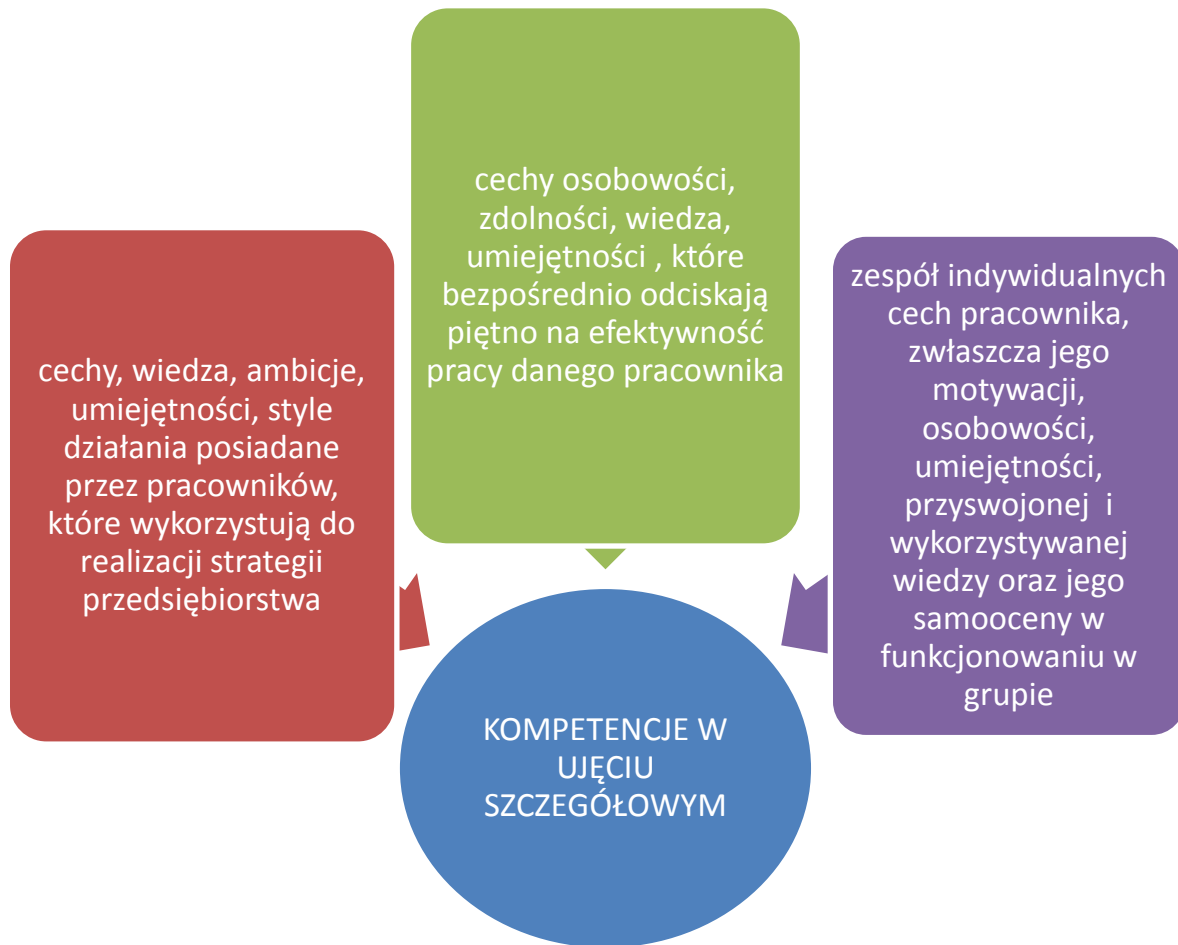 cechy, wiedza, ambicje,
umiejętności, style
działania posiadane
przez pracowników,
które wykorzystują do
realizacji strategii
przedsiębiorstwa
cechy osobowości,
zdolności, wiedza,
umiejętności , które
bezpośrednio odciskają
piętno na efektywność
pracy danego pracownika
zespół indywidualnych
cech pracownika,
zwłaszcza jego
motywacji,
osobowości,
umiejętności,
przyswojonej  i
wykorzystywanej
wiedzy oraz jego
samooceny w
funkcjonowaniu w
grupie
KOMPETENCJE W
UJĘCIU
SZCZEGÓŁOWYM